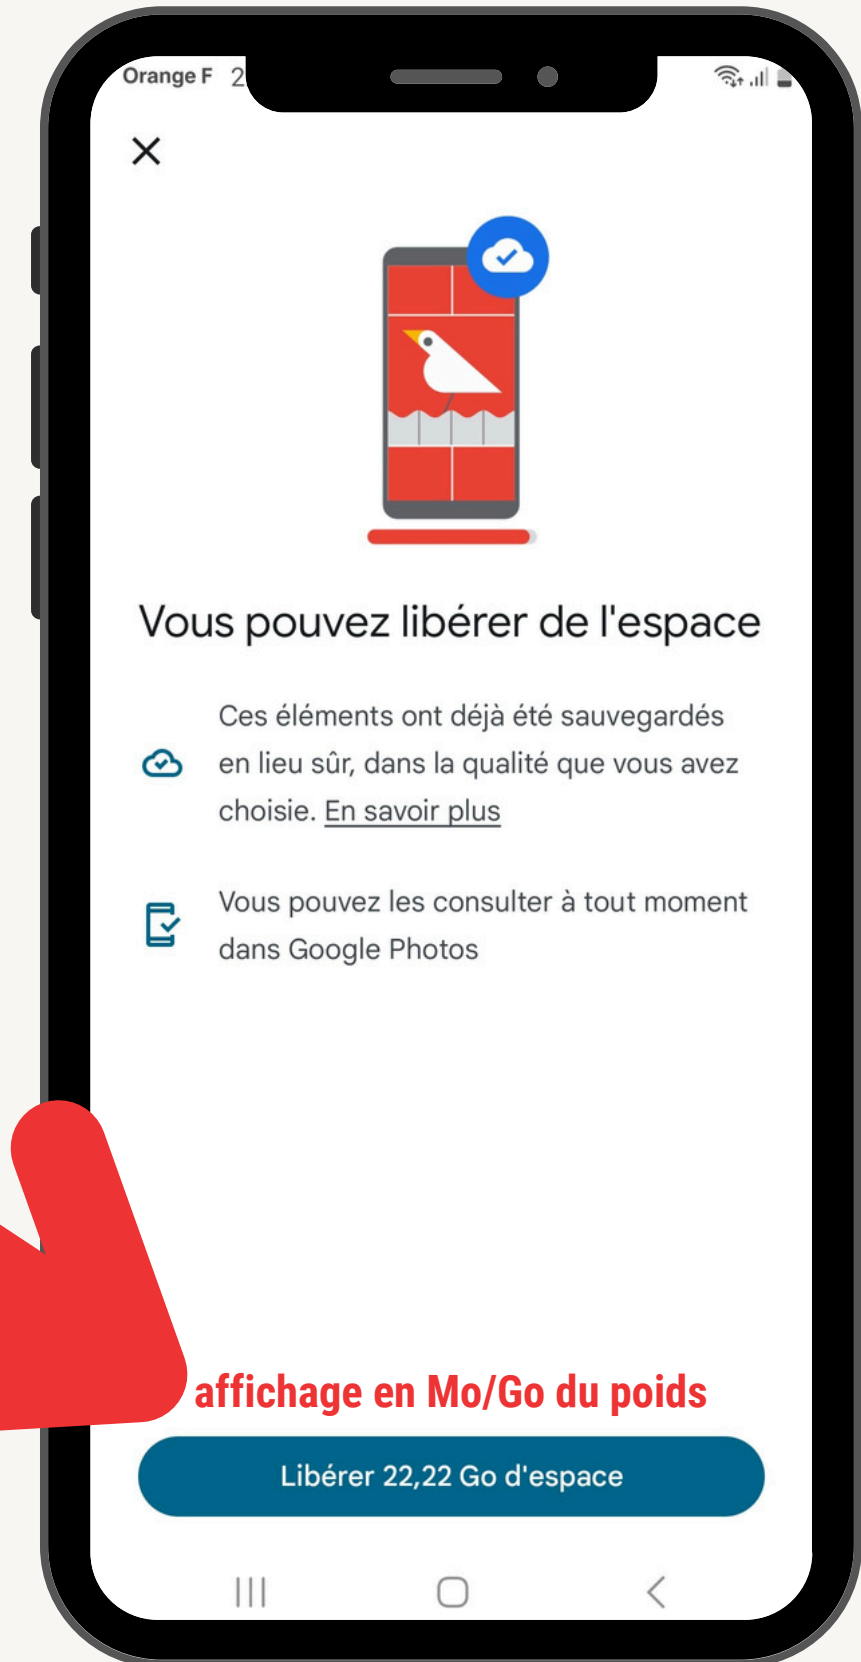 Orange F 2
Vous pouvez libérer de l'espace
Ces éléments ont déjà été sauvegardés
en lieu sûr, dans la qualité que vous avez
choisie. En savoir plus
Vous pouvez les consulter à tout moment
dans Google Photos
affichage en Mo/Go du poids
Libérer 22,22 Go d'espace